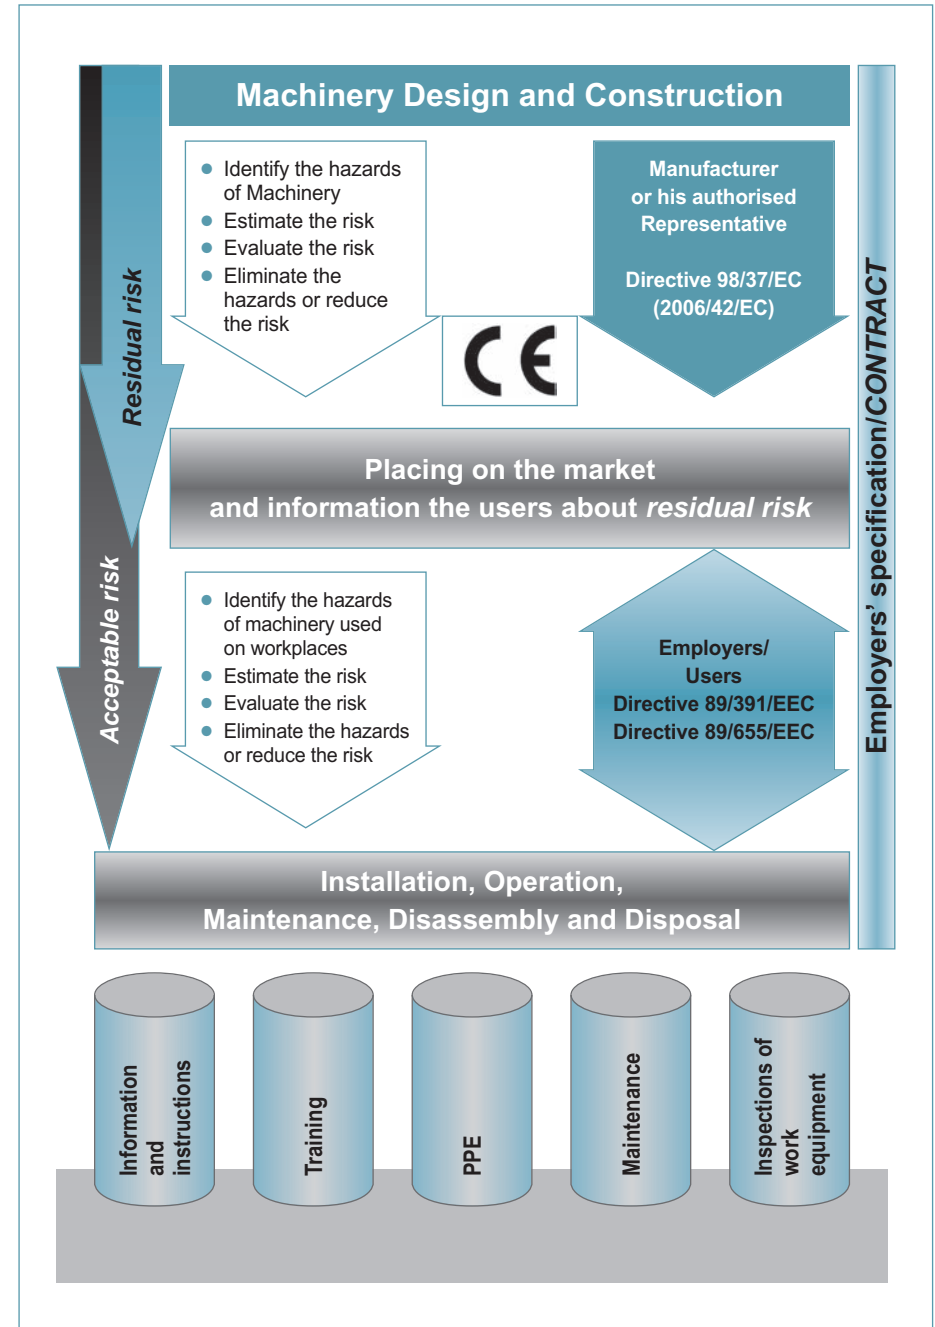 Machinery Design and Construction
• Identify the hazards
of Machinery
• Estimate the risk
• Evaluate the risk
• Eliminate the
hazards or reduce
the risk
Manufacturer
or his authorised
Representative
Directive 98/37/EC
(2006/42/EC)
CE
Residual risk
Placing on the market
and information the users about residual risk
Acceptable risk
• Identify the hazards
of machinery used
on workplaces
• Estimate the risk
• Evaluate the risk
• Eliminate the hazards
or reduce the risk
Employers/
Users
Directive 89/391/EEC
Directive 89/655/EEC
Employers' specification/CONTRACT
Installation, Operation,
Maintenance, Disassembly and Disposal
Information
and
instructions
Training
PPE
Maintenance
Inspections of
work
equipment